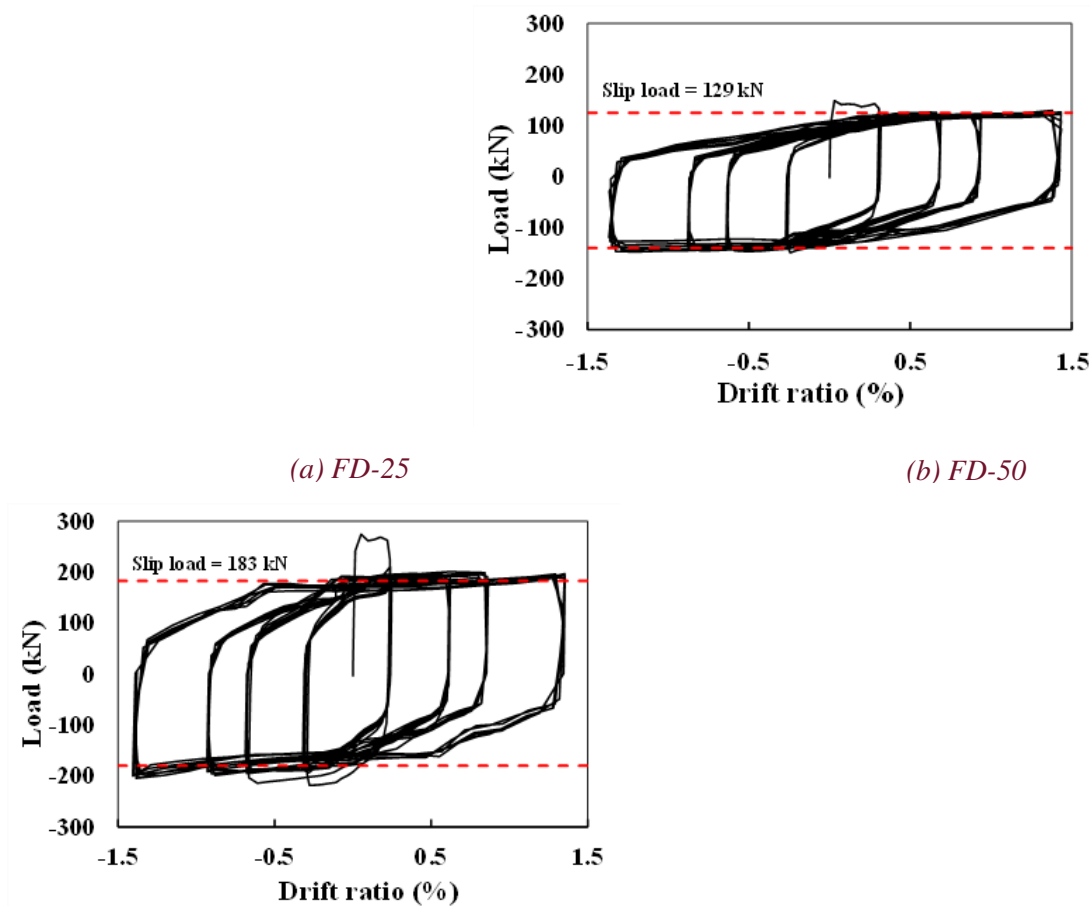 300
200
Slip load = 129 kN
100
0
-100
-200
-300
Load (kN)
-1.5
-0.5
0.5
1.5
Drift ratio (%)
(a) FD-25
(b) FD-50
300
200
Slip load = 183 kN
100
0
-100
-200
-300
Load (kN)
-1.5
-0.5
0.5
1.5
Drift ratio (%)